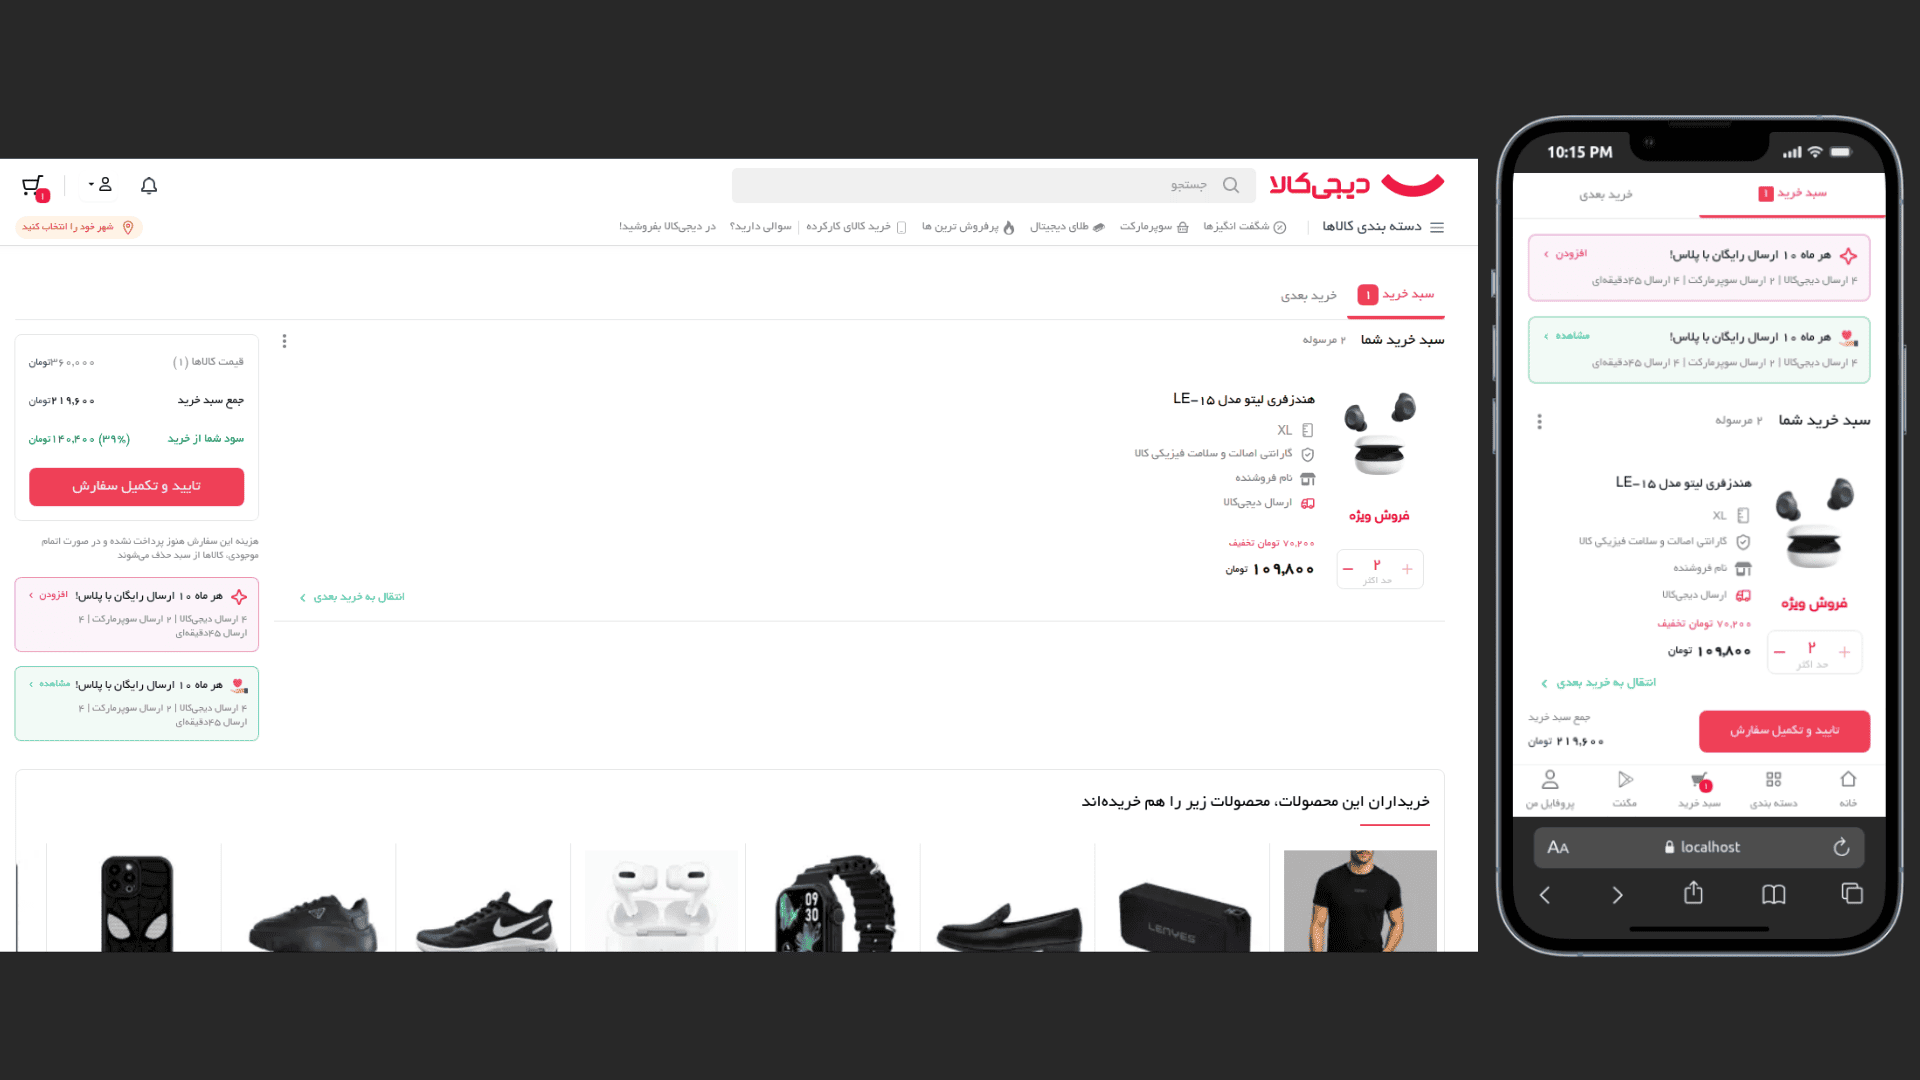 دیجی‌کالا
جستجو
۱
دسته بندی کالاها
شگفت انگیزها
سوپرمارکت
طلای دیجیتال
پرفروش ترین ها
خرید کالای کارکرده
سوالی دارید؟
در دیجی‌کالا بفروشید!
شهر خود را انتخاب کنید
سبد خرید ۱
خرید بعدی
سبد خرید شما
۲ مرسوله
هندزفری لیتو مدل LE-۱۵
XL
گارانتی اصالت و سلامت فیزیکی کالا
نام فروشنده
ارسال دیجی‌کالا
فروش ویژه
۷۰,۲۰۰ تومان تخفیف
۱۰۹,۸۰۰ تومان
+ ۲ −
حد اکثر
انتقال به خرید بعدی
قیمت کالاها (۱)
۳۶۰,۰۰۰تومان
جمع سبد خرید
۲۱۹,۶۰۰تومان
سود شما از خرید
(۳۹%) ۱۴۰,۴۰۰تومان
تایید و تکمیل سفارش
هزینه این سفارش هنوز پرداخت نشده و در صورت اتمام
موجودی، کالاها از سبد حذف می‌شوند
هر ماه ۱۰ ارسال رایگان با پلاس!
افزودن
۴ ارسال دیجی‌کالا | ۲ ارسال سوپرمارکت | ۴
ارسال ۴۵دقیقه‌ای
هر ماه ۱۰ ارسال رایگان با پلاس!
مشاهده
۴ ارسال دیجی‌کالا | ۲ ارسال سوپرمارکت | ۴
ارسال ۴۵دقیقه‌ای
خریداران این محصولات، محصولات زیر را هم خریده‌اند
09
30
LENYES
10:15 PM
سبد خرید ۱
خرید بعدی
هر ماه ۱۰ ارسال رایگان با پلاس!
افزودن
۴ ارسال دیجی‌کالا | ۲ ارسال سوپرمارکت | ۴ ارسال ۴۵دقیقه‌ای
هر ماه ۱۰ ارسال رایگان با پلاس!
مشاهده
۴ ارسال دیجی‌کالا | ۲ ارسال سوپرمارکت | ۴ ارسال ۴۵دقیقه‌ای
سبد خرید شما
۲ مرسوله
هندزفری لیتو مدل LE-۱۵
XL
گارانتی اصالت و سلامت فیزیکی کالا
نام فروشنده
ارسال دیجی‌کالا
فروش ویژه
۷۰,۲۰۰ تومان تخفیف
۱۰۹,۸۰۰ تومان
+ ۲ −
حد اکثر
انتقال به خرید بعدی
تایید و تکمیل سفارش
جمع سبد خرید
۲۱۹,۶۰۰ تومان
خانه
دسته بندی
۱
سبد خرید
مگنت
پروفایل من
AA
localhost